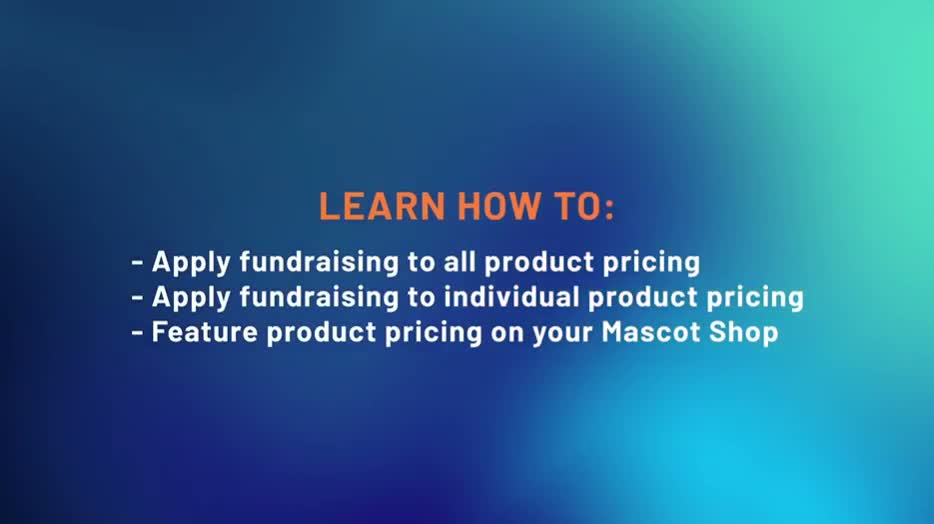 LEARN HOW TO:
- Apply fundraising to all product pricing
- Apply fundraising to individual product pricing
- Feature product pricing on your Mascot Shop